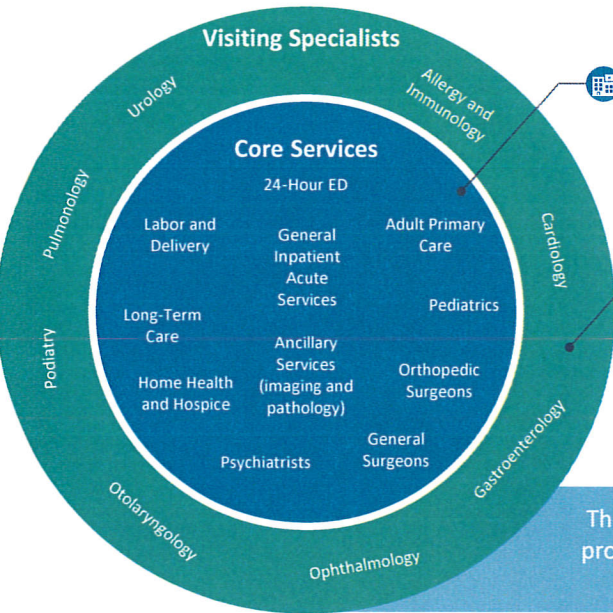 Visiting Specialists
Urology
Allergy and
Immunology
Pulmonology
Cardiology
Podiatry
Gastroenterology
Otolaryngology
Ophthalmology
Core Services
24-Hour ED
Labor and
Delivery
General
Inpatient
Acute
Services
Adult Primary
Care
Pediatrics
Long-Term
Care
Ancillary
Services
(imaging and
pathology)
Home Health
and Hospice
Orthopedic
Surgeons
General
Surgeons
Psychiatrists
Th
pro